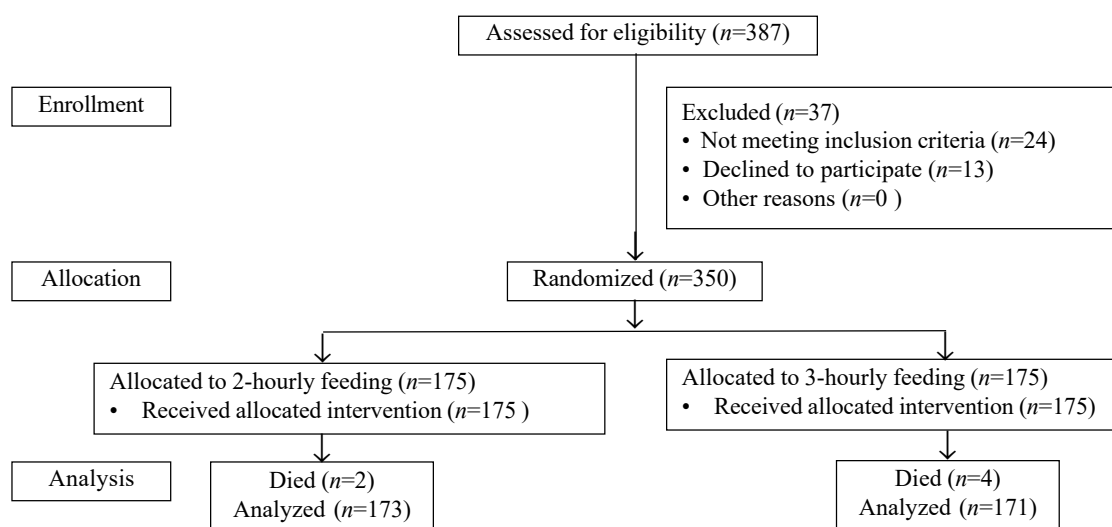 Assessed for eligibility (n=387)
Enrollment
Excluded (n=37)
• Not meeting inclusion criteria (n=24)
• Declined to participate (n=13)
• Other reasons (n=0 )
Allocation
Randomized (n=350)
Allocated to 2-hourly feeding (n=175)
• Received allocated intervention (n=175 )
Allocated to 3-hourly feeding (n=175)
• Received allocated intervention (n=175)
Analysis
Died (n=2)
Analyzed (n=173)
Died (n=4)
Analyzed (n=171)